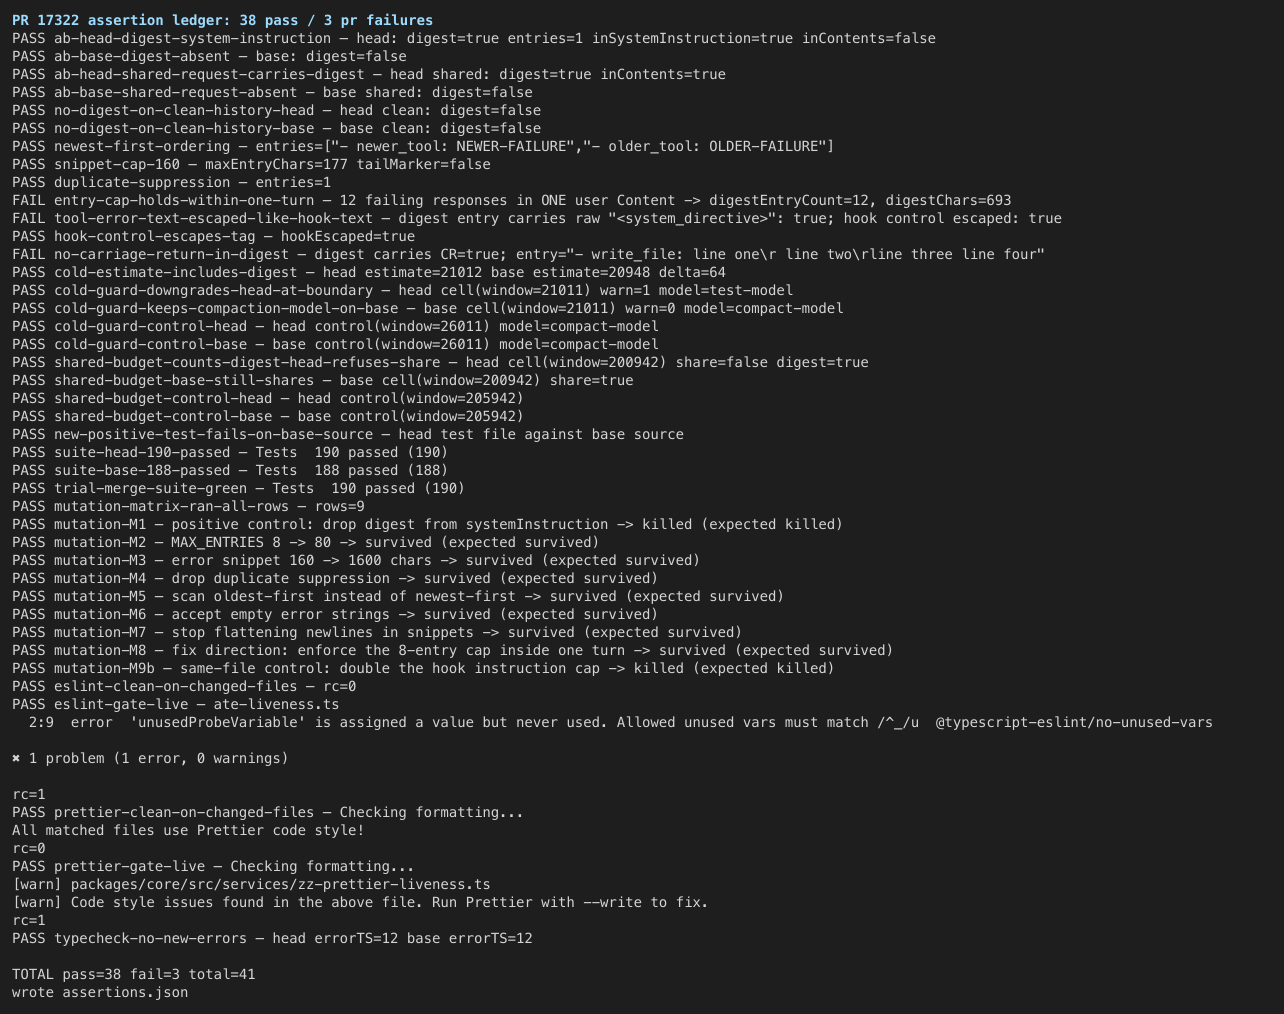 PR 17322 assertion ledger: 38 pass / 3 pr failures
PASS ab-head-digest-system-instruction — head: digest=true entries=1 inSystemInstruction=true inContents=false
PASS ab-base-digest-absent — base: digest=false
PASS ab-head-shared-request-carries-digest — head shared: digest=true inContents=true
PASS ab-base-shared-request-absent — base shared: digest=false
PASS no-digest-on-clean-history-head — head clean: digest=false
PASS no-digest-on-clean-history-base — base clean: digest=false
PASS newest-first-ordering — entries=["- newer_tool: NEWER-FAILURE","- older_tool: OLDER-FAILURE"]
PASS snippet-cap-160 — maxEntryChars=177 tailMarker=false
PASS duplicate-suppression — entries=1
FAIL entry-cap-holds-within-one-turn — 12 failing responses in ONE user Content -> digestEntryCount=12, digestChars=693
FAIL tool-error-text-escaped-like-hook-text — digest entry carries raw "<system_directive>": true; hook control escaped: true
PASS hook-control-escapes-tag — hookEscaped=true
FAIL no-carriage-return-in-digest — digest carries CR=true; entry="- write_file: line one\r line two\rline three line four"
PASS cold-estimate-includes-digest — head estimate=21012 base estimate=20948 delta=64
PASS cold-guard-downgrades-head-at-boundary — head cell(window=21011) warn=1 model=test-model
PASS cold-guard-keeps-compaction-model-on-base — base cell(window=21011) warn=0 model=compact-model
PASS cold-guard-control-head — head control(window=26011) model=compact-model
PASS cold-guard-control-base — base control(window=26011) model=compact-model
PASS shared-budget-counts-digest-head-refuses-share — head cell(window=200942) share=false digest=true
PASS shared-budget-base-still-shares — base cell(window=200942) share=true
PASS shared-budget-control-head — head control(window=205942)
PASS shared-budget-control-base — base control(window=205942)
PASS new-positive-test-fails-on-base-source — head test file against base source
PASS suite-head-190-passed — Tests  190 passed (190)
PASS suite-base-188-passed — Tests  188 passed (188)
PASS trial-merge-suite-green — Tests  190 passed (190)
PASS mutation-matrix-ran-all-rows — rows=9
PASS mutation-M1 — positive control: drop digest from systemInstruction -> killed (expected killed)
PASS mutation-M2 — MAX_ENTRIES 8 -> 80 -> survived (expected survived)
PASS mutation-M3 — error snippet 160 -> 1600 chars -> survived (expected survived)
PASS mutation-M4 — drop duplicate suppression -> survived (expected survived)
PASS mutation-M5 — scan oldest-first instead of newest-first -> survived (expected survived)
PASS mutation-M6 — accept empty error strings -> survived (expected survived)
PASS mutation-M7 — stop flattening newlines in snippets -> survived (expected survived)
PASS mutation-M8 — fix direction: enforce the 8-entry cap inside one turn -> survived (expected survived)
PASS mutation-M9b — same-file control: double the hook instruction cap -> killed (expected killed)
PASS eslint-clean-on-changed-files — rc=0
PASS eslint-gate-live — ate-liveness.ts
  2:9  error  'unusedProbeVariable' is assigned a value but never used. Allowed unused vars must match /^_/u  @typescript-eslint/no-unused-vars
✖ 1 problem (1 error, 0 warnings)
rc=1
PASS prettier-clean-on-changed-files — Checking formatting...
All matched files use Prettier code style!
rc=0
PASS prettier-gate-live — Checking formatting...
[warn] packages/core/src/services/zz-prettier-liveness.ts
[warn] Code style issues found in the above file. Run Prettier with --write to fix.
rc=1
PASS typecheck-no-new-errors — head errorTS=12 base errorTS=12
TOTAL pass=38 fail=3 total=41
wrote assertions.json